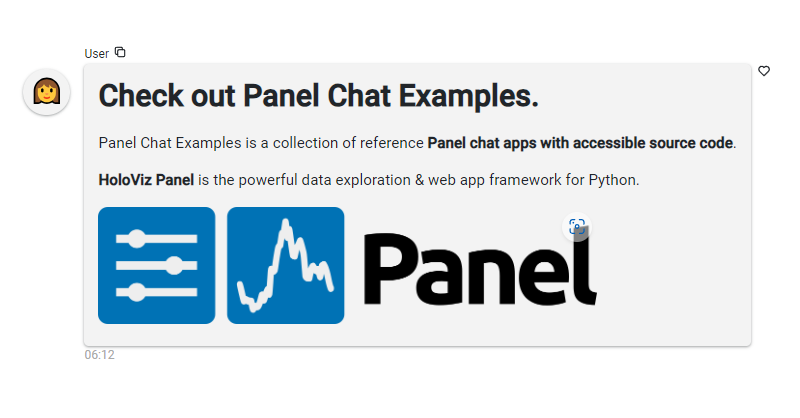 User
Check out Panel Chat Examples.
Panel Chat Examples is a collection of reference Panel chat apps with accessible source code.
HoloViz Panel is the powerful data exploration & web app framework for Python.
Panel
06:12